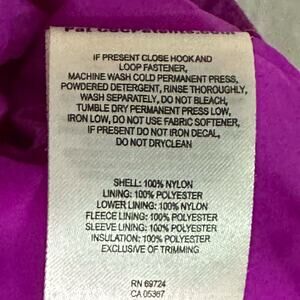 IF PRESENT CLOSE HOOK AND
LOOP FASTENER,
MACHINE WASH COLD PERMANENT PRESS,
POWDERED DETERGENT, RINSE THOROUGHLY,
WASH SEPARATELY, DO NOT BLEACH,
TUMBLE DRY PERMANENT PRESS LOW,
IRON LOW, DO NOT USE FABRIC SOFTENER,
IF PRESENT DO NOT IRON DECAL,
DO NOT DRYCLEAN
SHELL: 100% NYLON
LINING: 100% POLYESTER
LOWER LINING: 100% NYLON
FLEECE LINING: 100% POLYESTER
SLEEVE LINING: 100% POLYESTER
INSULATION: 100% POLYESTER
EXCLUSIVE OF TRIMMING
RN 69724
CA 05367